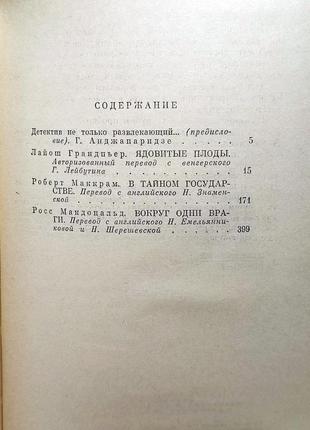 СОДЕРЖАНИЕ
Детектив не только развлекающий... (предисло-
вие). Г. Анджапаридзе . . . . . 5
Лайош Грандпьер. ЯДОВИТЫЕ ПЛОДЫ.
Авторизованный перевод с венгерского
Г. Лейбутина . . . . . 15
Роберт Маккрам. В ТАЙНОМ ГОСУДАР-
СТВЕ. Перевод с английского Н. Знамен-
ской . . . . . 171
Росс Макдональд. ВОКРУГ ОДНИ ВРА-
ГИ. Перевод с английского Н. Емельянни-
ковой и Н. Шерешевской . . . . 399